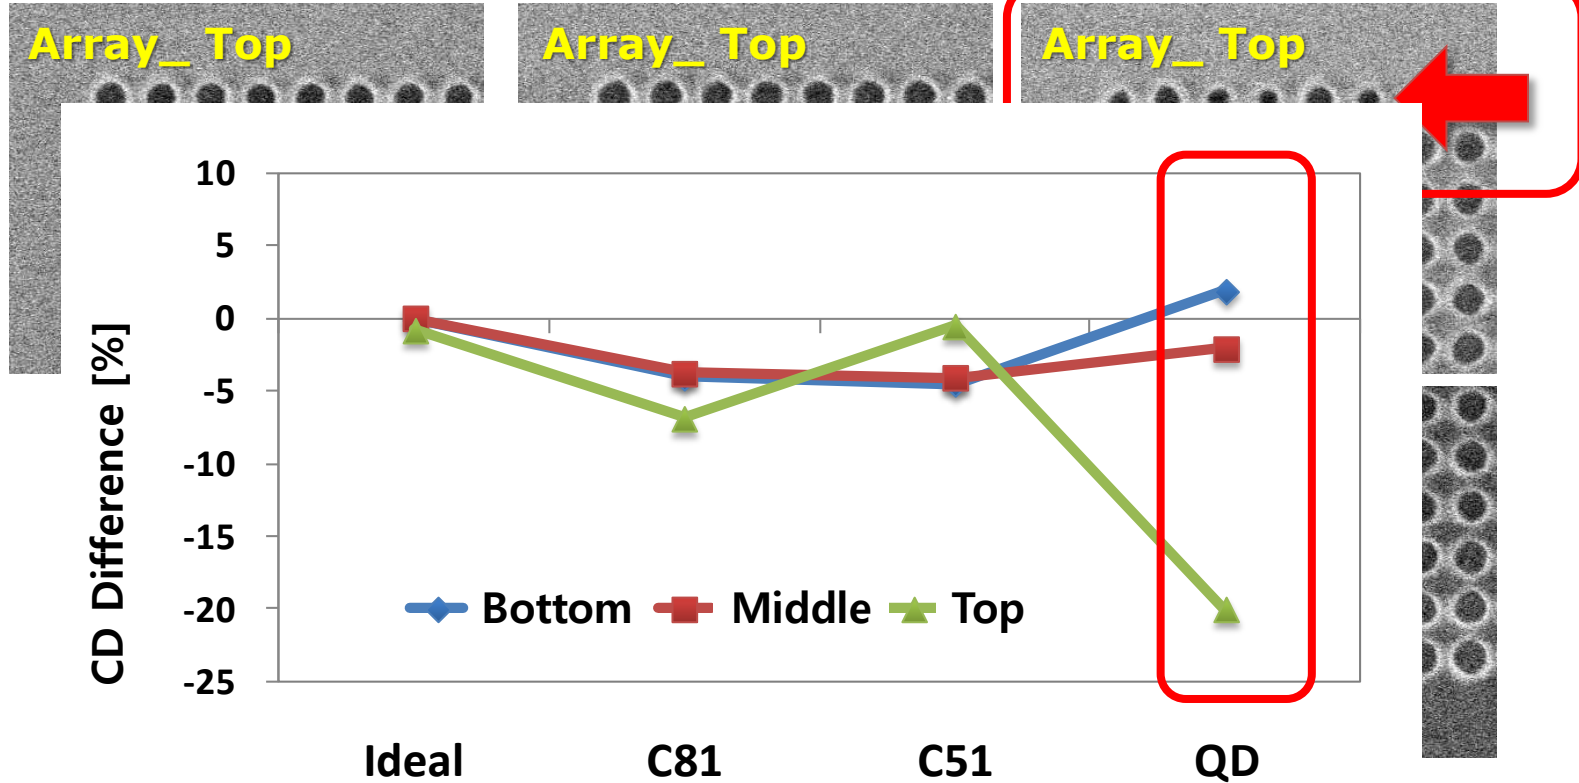 Array_ Top
Array_ Top
Array_ Top
10
5
0
-5
-10
-15
-20
-25
CD Difference [%]
Bottom
Middle
Top
Ideal
C81
C51
QD